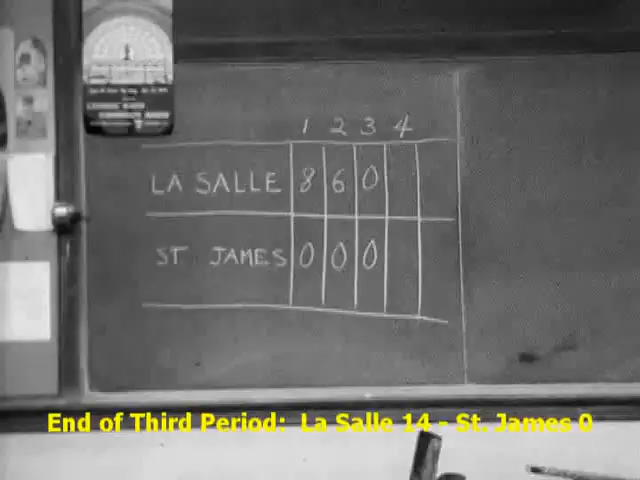 1 2 3 4
LA SALLE 8 6 0
ST JAMES 0 0 0
End of Third Period: La Salle 14 - St. James 0